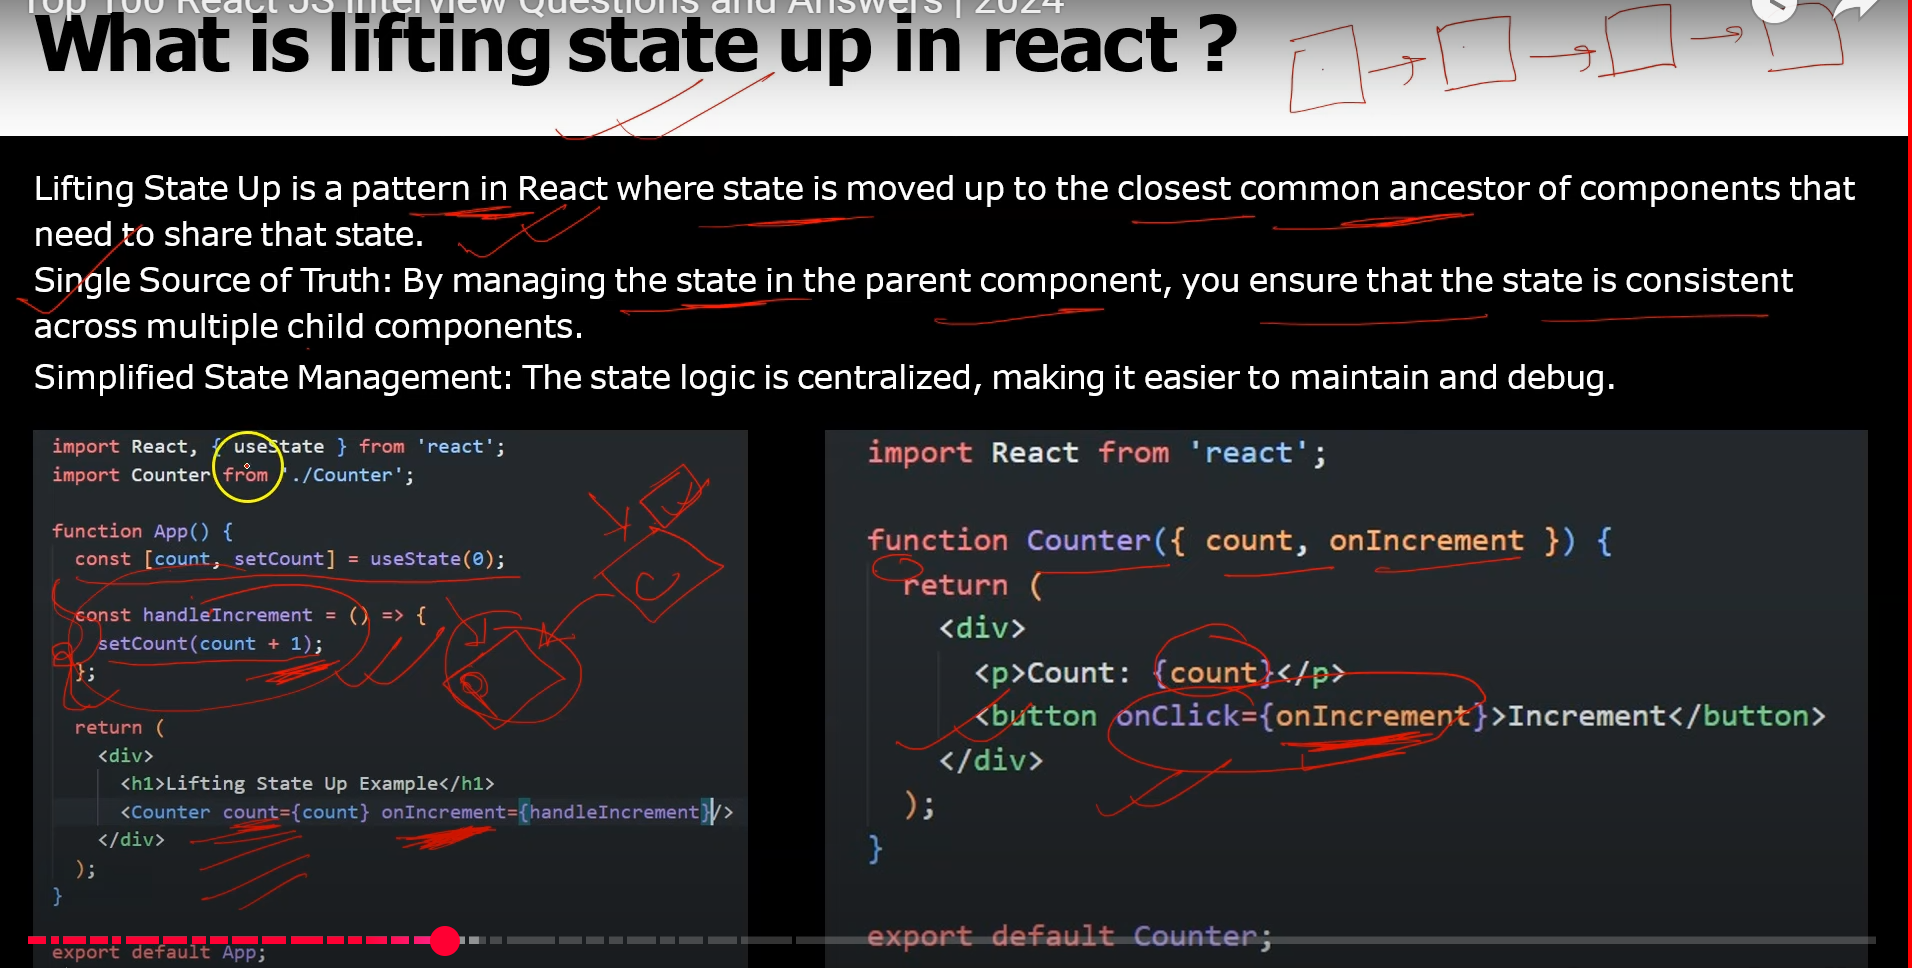 Top 100 React JS Interview Questions and Answers | 2024
What is lifting state up in react ?
Lifting State Up is a pattern in React where state is moved up to the closest common ancestor of components that
need to share that state.
Single Source of Truth: By managing the state in the parent component, you ensure that the state is consistent
across multiple child components.
Simplified State Management: The state logic is centralized, making it easier to maintain and debug.
import React, { useState } from 'react';
import Counter from './Counter';
function App() {
const [count, setCount] = useState(0);
const handleIncrement = () => {
setCount(count + 1);
};
return (
<div>
<h1>Lifting State Up Example</h1>
<Counter count={count} onIncrement={handleIncrement}/>
</div>
);
}
export default App;
import React from 'react';
function Counter({ count, onIncrement }) {
return (
<div>
<p>Count: {count}</p>
<button onClick={onIncrement}>Increment</button>
</div>
);
}
export default Counter;